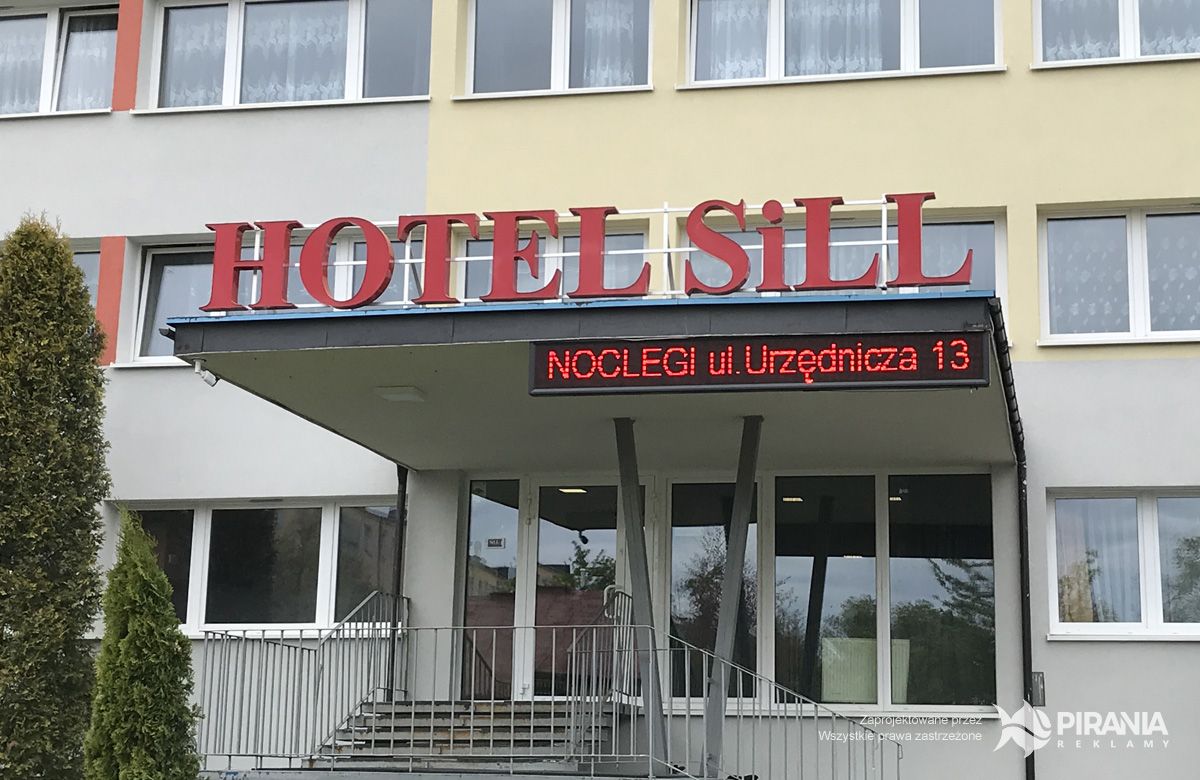 HOTEL SiLL
NOCLEGI ul. Urzędnicza 13
Zaprojektowane przez
Wszystkie prawa zastrzeżone
PIRANIA
REKLAMY